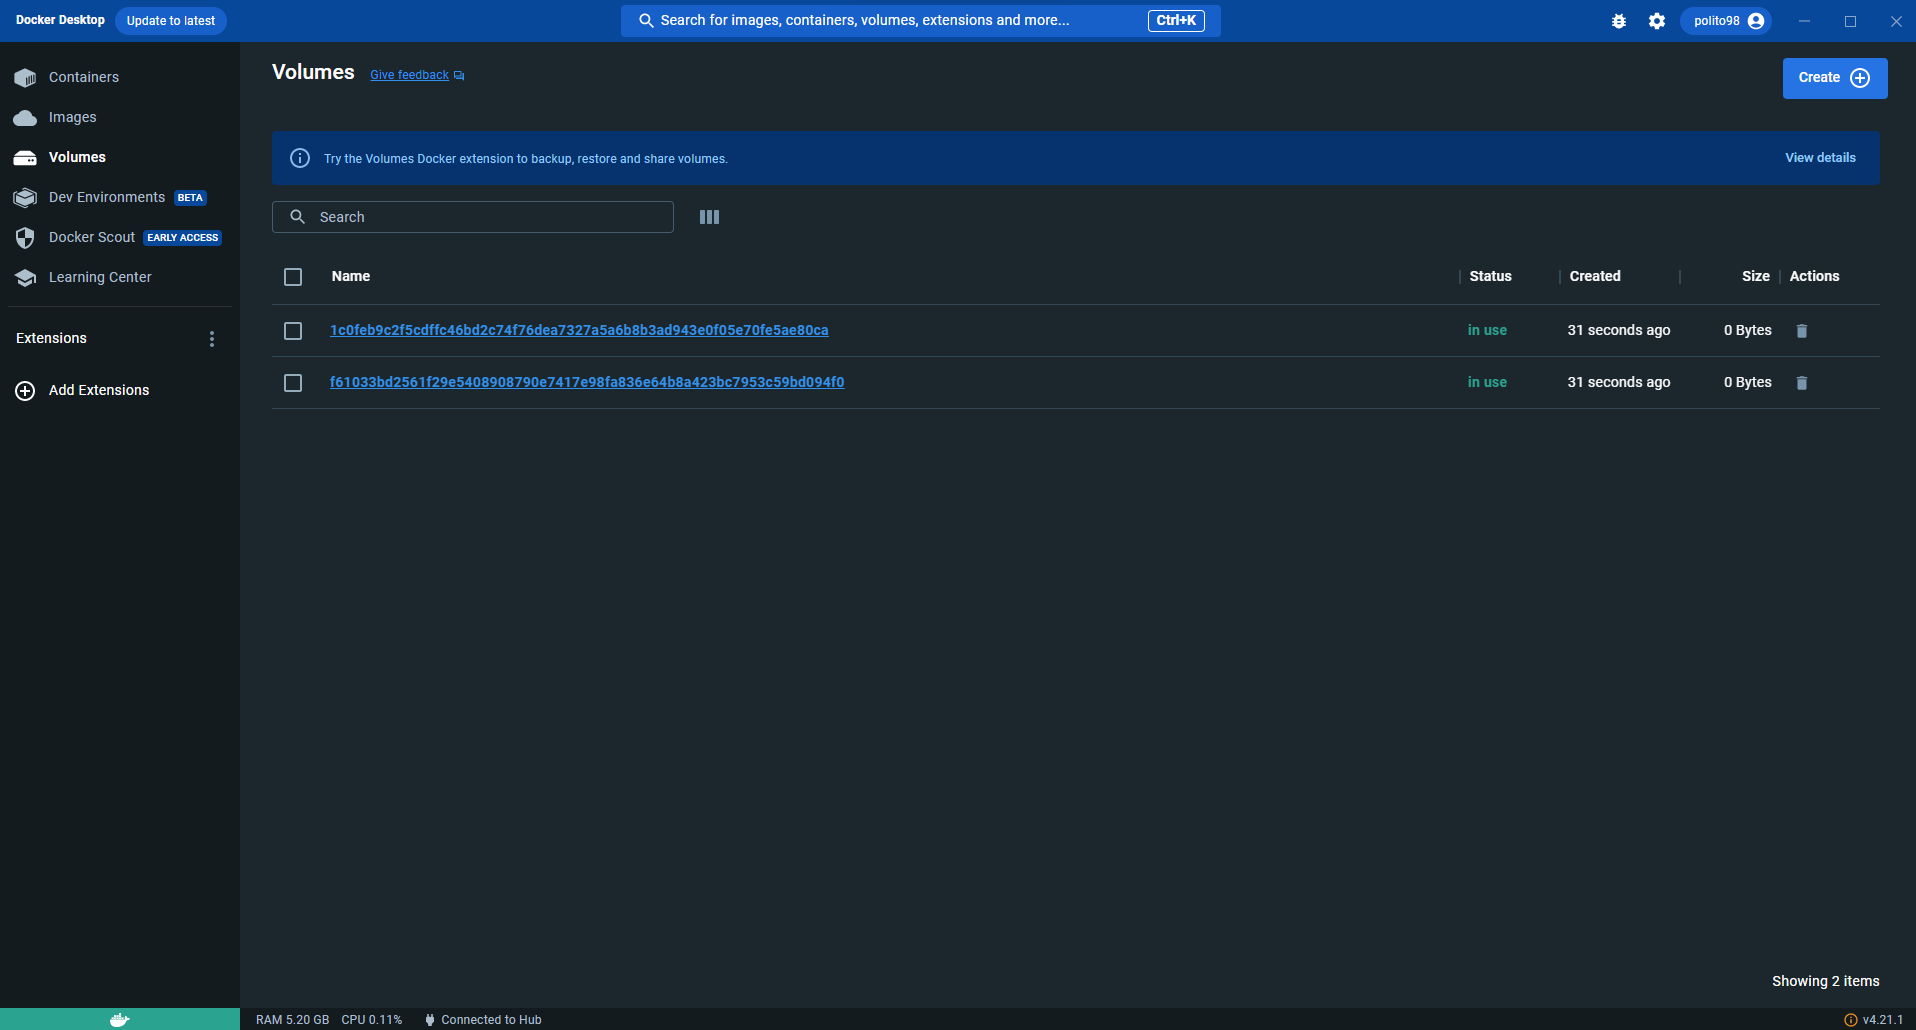 Docker Desktop Update to latest Search for images, containers, volumes, extensions and more... Ctrl+K polito98
Containers
Images
Volumes
Dev Environments BETA
Docker Scout EARLY ACCESS
Learning Center
Extensions
Add Extensions
Volumes Give feedback
Create
Try the Volumes Docker extension to backup, restore and share volumes. View details
Search
Name Status Created Size Actions
1c0feb9c2f5cdffc46bd2c74f76dea7327a5a6b8b3ad943e0f05e70fe5ae80ca in use 31 seconds ago 0 Bytes
f61033bd2561f29e5408908790e7417e98fa836e64b8a423bc7953c59bd094f0 in use 31 seconds ago 0 Bytes
Showing 2 items
RAM 5.20 GB CPU 0.11% Connected to Hub v4.21.1